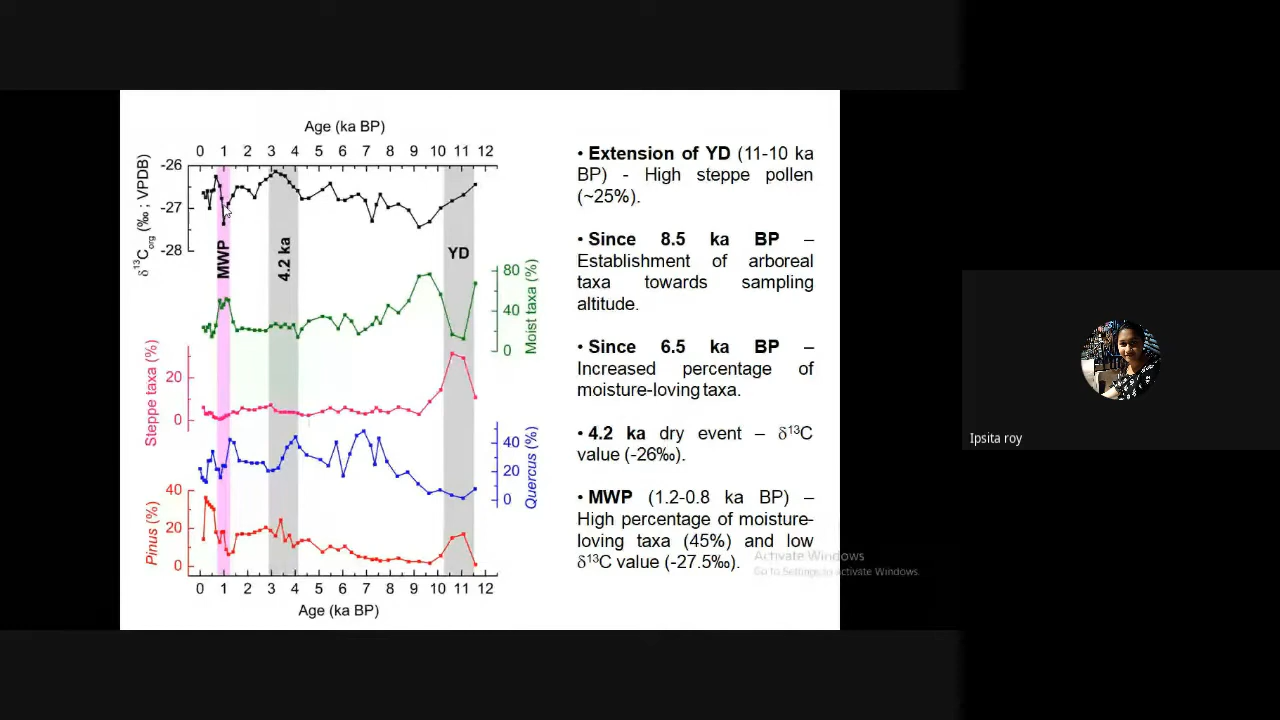 Age (ka BP)
0 1 2 3 4 5 6 7 8 9 10 11 12
-26
-27
-28
δ13Corg (‰ ; VPDB)
MWP
4.2 ka
YD
80
40
0
Moist taxa (%)
20
0
Steppe taxa (%)
40
20
0
Quercus (%)
40
20
0
Pinus (%)
0 1 2 3 4 5 6 7 8 9 10 11 12
Age (ka BP)
• Extension of YD (11-10 ka
BP) - High steppe pollen
(~25%).
• Since 8.5 ka BP –
Establishment of arboreal
taxa towards sampling
altitude.
• Since 6.5 ka BP –
Increased percentage of
moisture-loving taxa.
• 4.2 ka dry event – δ13C
value (-26‰).
• MWP (1.2-0.8 ka BP) –
High percentage of moisture-
loving taxa (45%) and low
δ13C value (-27.5‰).
Activate Windows
Go to Settings to activate Windows.
Ipsita roy